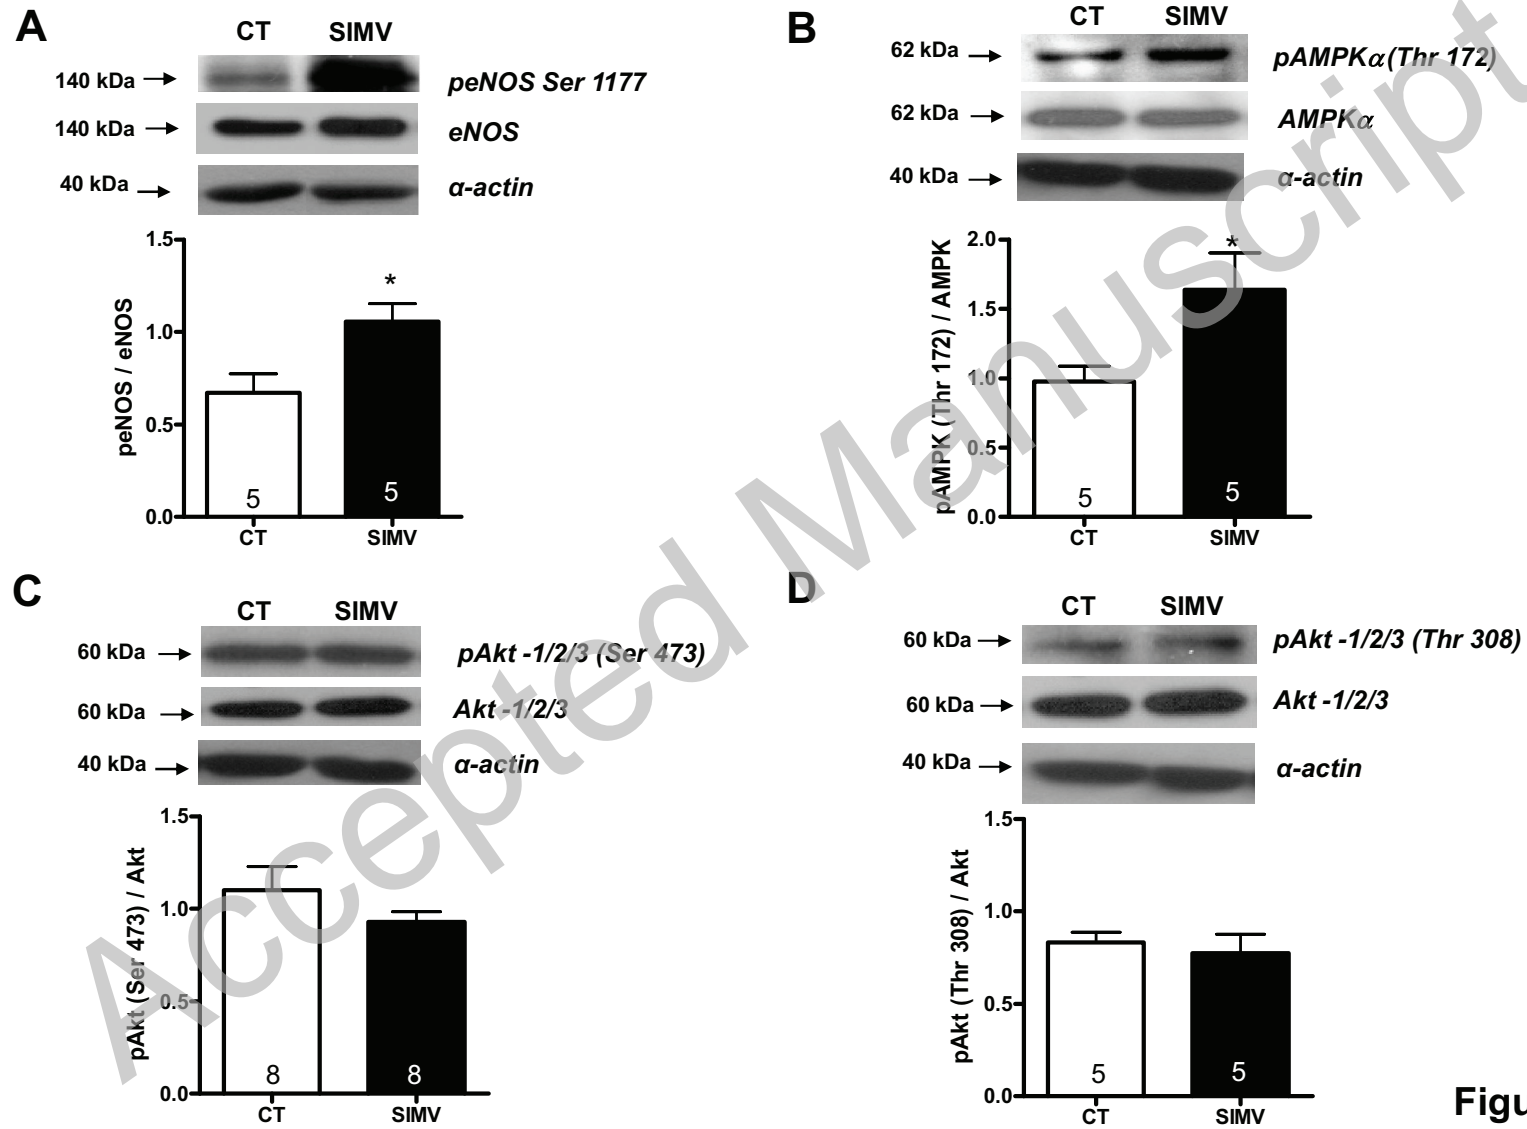 A
CT SIMV
140 kDa
peNOS Ser 1177
140 kDa
eNOS
40 kDa
α-actin
1.5
1.0
0.5
0.0
peNOS / eNOS
*
5
5
CT
SIMV
B
CT SIMV
62 kDa
pAMPKα(Thr 172)
62 kDa
AMPKα
40 kDa
α-actin
2.0
1.5
1.0
0.5
0.0
pAMPK (Thr 172) / AMPK
*
5
5
CT
SIMV
C
CT SIMV
60 kDa
pAkt -1/2/3 (Ser 473)
60 kDa
Akt -1/2/3
40 kDa
α-actin
1.5
1.0
0.5
0.0
pAkt (Ser 473) / Akt
8
8
CT
SIMV
D
CT SIMV
60 kDa
pAkt -1/2/3 (Thr 308)
60 kDa
Akt -1/2/3
40 kDa
α-actin
1.5
1.0
0.5
0.0
pAkt (Thr 308) / Akt
5
5
CT
SIMV
Figu
Accepted Manuscript